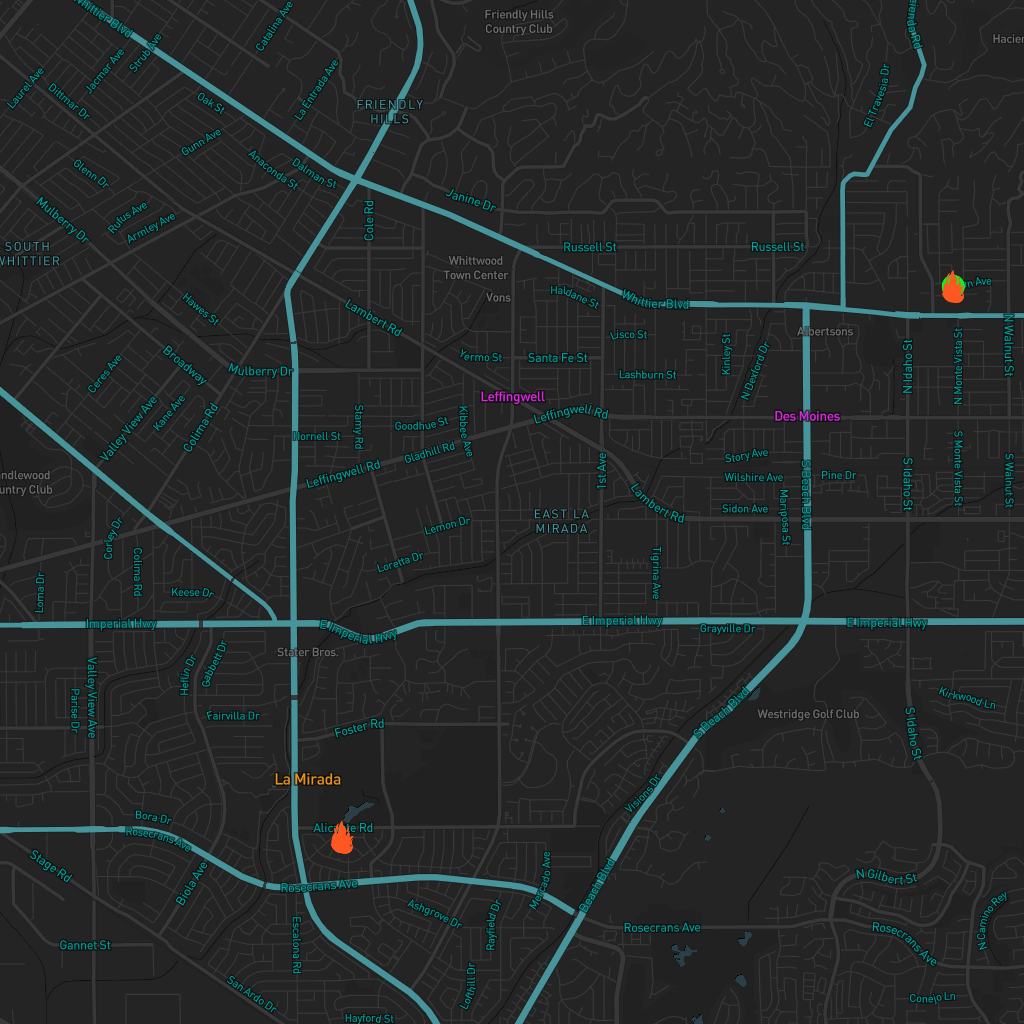 Whittier Blvd
Friendly Hills
Country Club
Catalina Ave
Strub Ave
Jacmar Ave
Laurel Ave
Dittmar Dr
Oak St
La Entrada Ave
El Travesia Dr
FRIENDLY
HILLS
Gunn Ave
Anaconda St
Dalman St
Glenn Dr
Janine Dr
Cole Rd
Mulberry Dr
Rufus Ave
Armley Ave
SOUTH
WHITTIER
Russell St
Russell St
Whittwood
Town Center
Vons
Haldane St
Whittier Blvd
Hawes St
Lambert Rd
Albertsons
Lisco St
Kinley St
N Dexford Dr
N Idaho St
N Monte Vista St
N Walnut St
Yermo St
Santa Fe St
Lashburn St
Broadway
Mulberry Dr
Ceres Ave
Kane Ave
Valley View Ave
Colima Rd
Leffingwell
Leffingwell Rd
Des Moines
Stamy Rd
Kibbee Ave
Goodhue St
Hornell St
Gladhill Rd
Leffingwell Rd
1st Ave
Story Ave
Wilshire Ave
Pine Dr
Sidon Ave
Mariposa St
S Beach Blvd
S Idaho St
S Monte Vista St
S Walnut St
Country Club
Lambert Rd
EAST LA
MIRADA
Lemon Dr
Loretta Dr
Corley Dr
Colima Rd
Loma Dr
Keese Dr
Tigrina Ave
Imperial Hwy
E Imperial Hwy
E Imperial Hwy
Grayville Dr
E Imperial Hwy
Stater Bros.
Heflin Dr
Gabbett Dr
Parise Dr
Valley View Ave
Fairvilla Dr
Foster Rd
S Beach Blvd
Westridge Golf Club
Kirkwood Ln
S Idaho St
La Mirada
Visions Dr
Bora Dr
Rosecrans Ave
Stage Rd
Biola Ave
Rosecrans Ave
Mercado Ave
Beach Blvd
N Gilbert St
Ashgrove Dr
Rayfield Dr
Rosecrans Ave
Rosecrans Ave
N Camino Rey
Gannet St
Escalona Rd
San Ardo Dr
Lofthill Dr
Hayford St
Conejo Ln